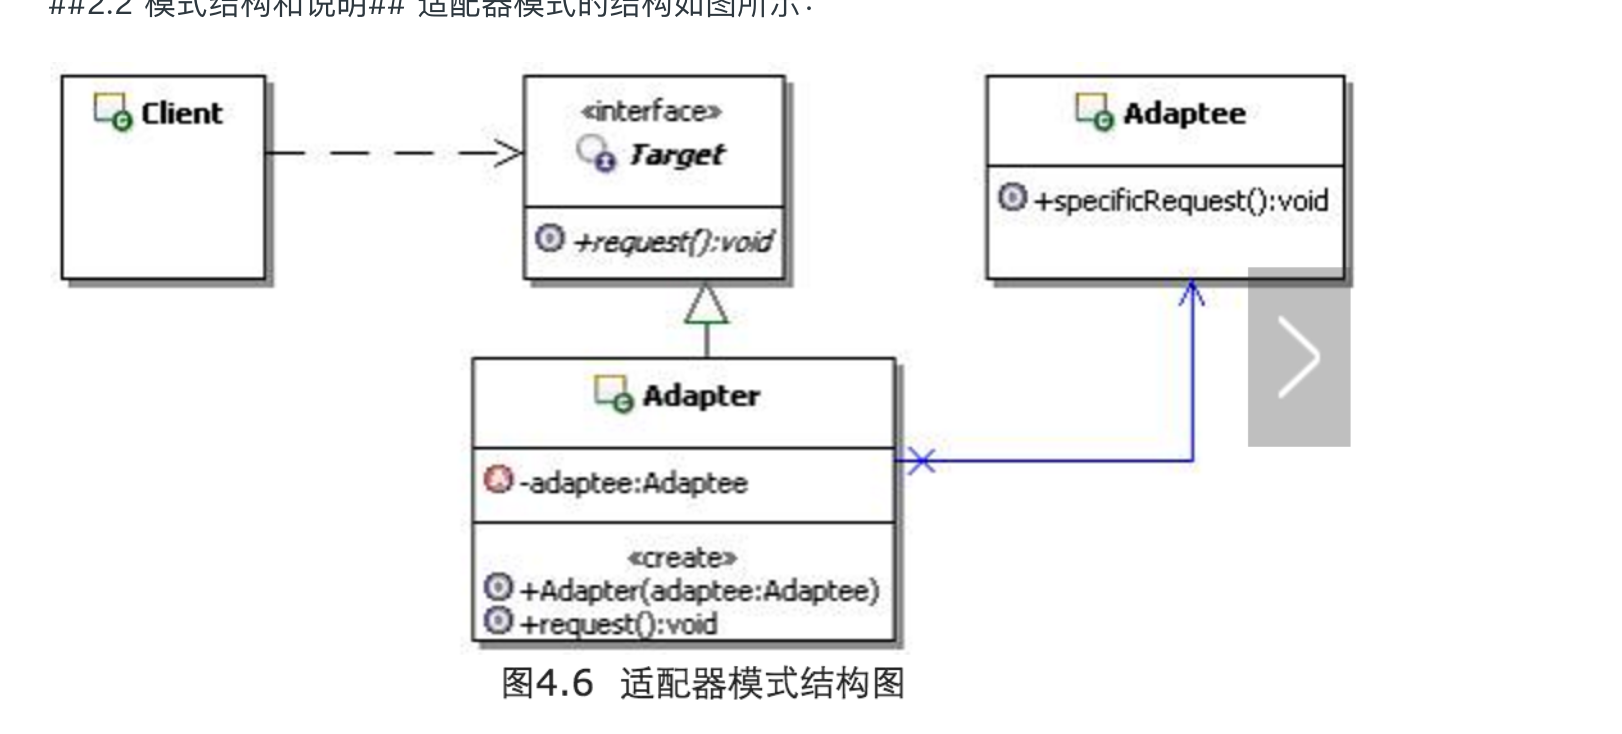 ##2.2 模式结构和说明## 适配器模式的结构如图所示：
Client
«interface»
Target
+request():void
Adaptee
+specificRequest():void
Adapter
-adaptee:Adaptee
«create»
+Adapter(adaptee:Adaptee)
+request():void
图4.6 适配器模式结构图